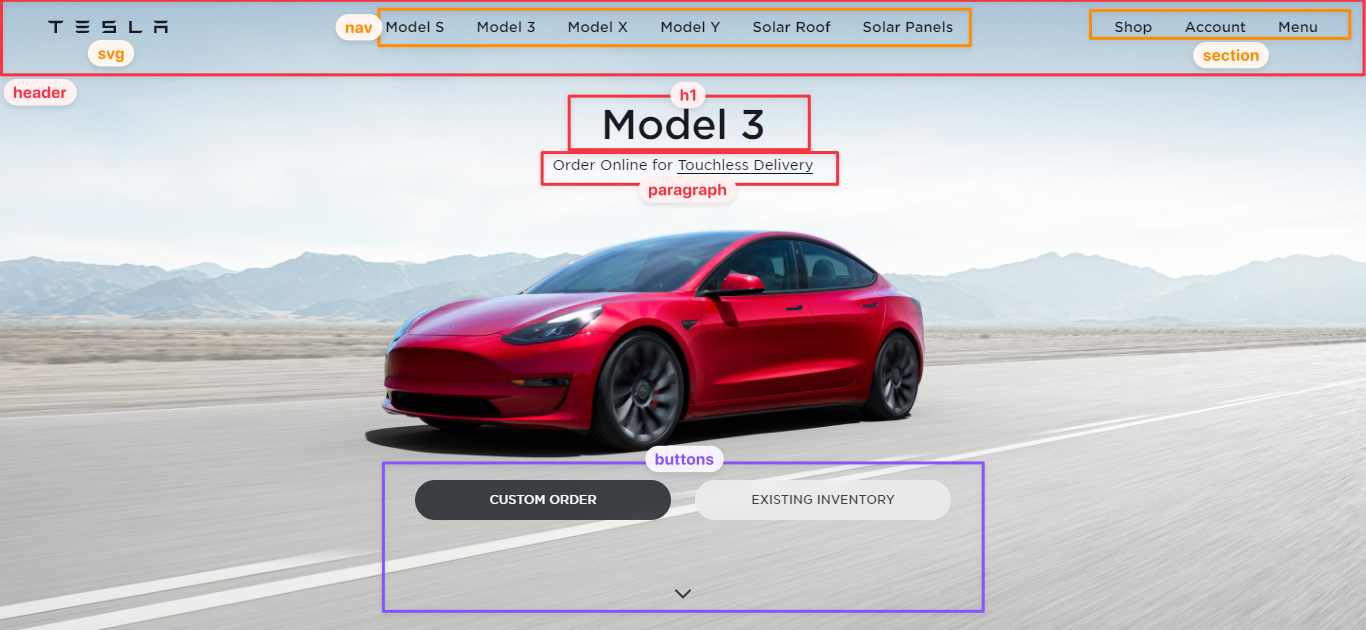 TESLA
nav
Model S Model 3 Model X Model Y Solar Roof Solar Panels
Shop Account Menu
svg
section
header
h1
Model 3
Order Online for Touchless Delivery
paragraph
buttons
CUSTOM ORDER
EXISTING INVENTORY